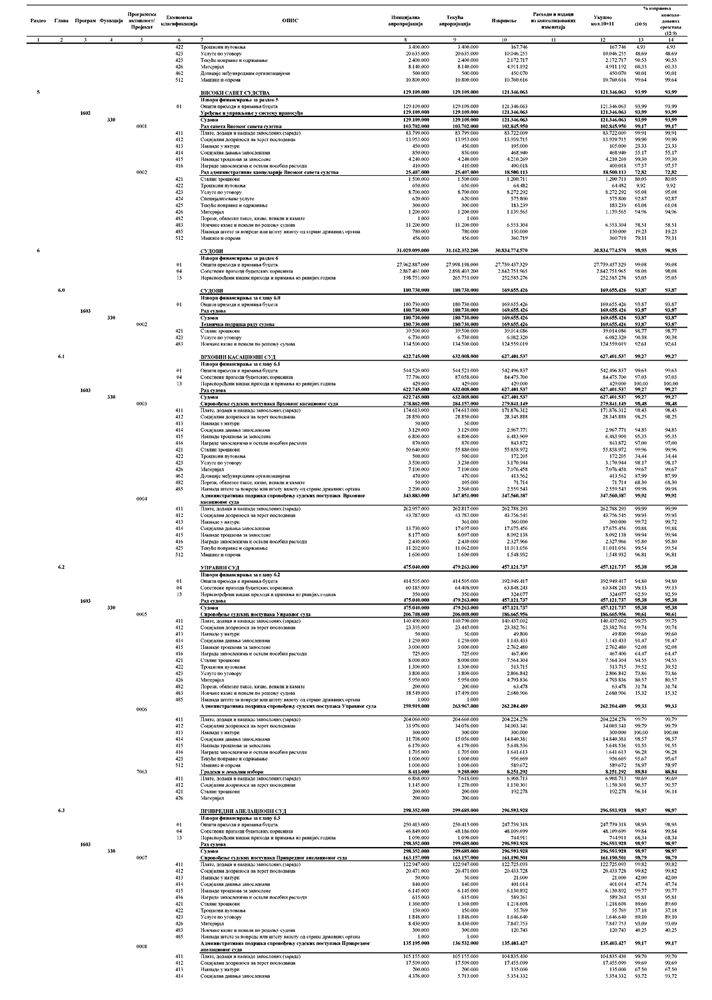 Раздео Глава Програм Функција Програмска активност/ Пројекат Економска класификација ОПИС Иницијална апропријација Текућа апропријација Извршење Расходи и издаци из консолидованих извештаја Укупно кол.10+11 % извршења (10:9) консолидованих средстава (12:9)
1 2 3 4 5 6 7 8 9 10 11 12 13 14
422 Трошкови путовања 3.400.000 3.400.000 167.746 167.746 4,93 4,93
423 Услуге по уговору 20.635.000 20.635.000 10.046.255 10.046.255 48,69 48,69
425 Текуће поправке и одржавање 2.400.000 2.400.000 2.172.717 2.172.717 90,53 90,53
426 Материјал 8.140.000 8.140.000 4.911.192 4.911.192 60,33 60,33
462 Дотације међународним организацијама 500.000 500.000 450.070 450.070 90,01 90,01
512 Машине и опрема 10.800.000 10.800.000 10.760.616 10.760.616 99,64 99,64
5 ВИСОКИ САВЕТ СУДСТВА 129.109.000 129.109.000 121.346.063 121.346.063 93,99 93,99
Извори финансирања за раздео 5
01 Општи приходи и примања буџета 129.109.000 129.109.000 121.346.063 121.346.063 93,99 93,99
1602 Уређење и управљање у систему правосуђа 129.109.000 129.109.000 121.346.063 121.346.063 93,99 93,99
330 Судови 129.109.000 129.109.000 121.346.063 121.346.063 93,99 93,99
0001 Рад савета Високог савета судства 103.702.000 103.702.000 102.845.950 102.845.950 99,17 99,17
411 Плате, додаци и накнаде запослених (зараде) 83.799.000 83.799.000 83.722.009 83.722.009 99,91 99,91
412 Социјални доприноси на терет послодавца 13.953.000 13.953.000 13.939.715 13.939.715 99,90 99,90
413 Накнаде у натури 450.000 450.000 105.000 105.000 23,33 23,33
414 Социјална давања запосленима 850.000 850.000 468.940 468.940 55,17 55,17
415 Накнаде трошкова за запослене 4.240.000 4.240.000 4.210.269 4.210.269 99,30 99,30
416 Награде запосленима и остали посебни расходи 410.000 410.000 400.018 400.018 97,57 97,57
0002 Рад административне канцеларије Високог савета судства 25.407.000 25.407.000 18.500.113 18.500.113 72,82 72,82
421 Стални трошкови 1.500.000 1.500.000 1.200.711 1.200.711 80,05 80,05
422 Трошкови путовања 650.000 650.000 64.482 64.482 9,92 9,92
423 Услуге по уговору 8.700.000 8.700.000 8.272.292 8.272.292 95,08 95,08
424 Специјализоване услуге 620.000 620.000 575.800 575.800 92,87 92,87
425 Текуће поправке и одржавање 300.000 300.000 183.239 183.239 61,08 61,08
426 Материјал 1.200.000 1.200.000 1.139.565 1.139.565 94,96 94,96
482 Порези, обавезне таксе, казне, пенали и камате 1.000 1.000
483 Новчане казне и пенали по решењу судова 11.200.000 11.200.000 6.553.304 6.553.304 58,51 58,51
485 Накнада штете за повреде или штету нанету од стране државних органа 780.000 780.000 150.000 150.000 19,23 19,23
512 Машине и опрема 456.000 456.000 360.719 360.719 79,11 79,11
6 СУДОВИ 31.029.099.000 31.162.352.200 30.834.774.570 30.834.774.570 98,95 98,95
Извори финансирања за раздео 6
01 Општи приходи и примања буџета 27.962.887.000 27.998.198.000 27.739.437.329 27.739.437.329 99,08 99,08
04 Сопствени приходи буџетских корисника 2.867.461.000 2.898.403.200 2.842.751.965 2.842.751.965 98,08 98,08
13 Нераспоређени вишак прихода и примања из ранијих година 198.751.000 265.751.000 252.585.276 252.585.276 95,05 95,05
6.0 СУДОВИ 180.730.000 180.730.000 169.655.426 169.655.426 93,87 93,87
Извори финансирања за главу 6.0
01 Општи приходи и примања буџета 180.730.000 180.730.000 169.655.426 169.655.426 93,87 93,87
1603 Рад судова 180.730.000 180.730.000 169.655.426 169.655.426 93,87 93,87
330 Судови 180.730.000 180.730.000 169.655.426 169.655.426 93,87 93,87
0002 Техничка подршка раду судова 180.730.000 180.730.000 169.655.426 169.655.426 93,87 93,87
421 Стални трошкови 39.500.000 39.500.000 39.014.086 39.014.086 98,77 98,77
423 Услуге по уговору 6.730.000 6.730.000 6.082.320 6.082.320 90,38 90,38
483 Новчане казне и пенали по решењу судова 134.500.000 134.500.000 124.559.019 124.559.019 92,61 92,61
6.1 ВРХОВНИ КАСАЦИОНИ СУД 622.745.000 632.008.000 627.401.537 627.401.537 99,27 99,27
Извори финансирања за главу 6.1
01 Општи приходи и примања буџета 544.520.000 544.521.000 542.496.837 542.496.837 99,63 99,63
04 Сопствени приходи буџетских корисника 77.796.000 87.058.000 84.475.700 84.475.700 97,03 97,03
13 Нераспоређени вишак прихода и примања из ранијих година 429.000 429.000 429.000 429.000 100,00 100,00
1603 Рад судова 622.745.000 632.008.000 627.401.537 627.401.537 99,27 99,27
330 Судови 622.745.000 632.008.000 627.401.537 627.401.537 99,27 99,27
0003 Спровођење судских поступака Врховног касационог суда 278.862.000 284.157.000 279.841.149 279.841.149 98,48 98,48
411 Плате, додаци и накнаде запослених (зараде) 174.613.000 174.613.000 171.876.312 171.876.312 98,43 98,43
412 Социјални доприноси на терет послодавца 28.850.000 28.850.000 28.345.888 28.345.888 98,25 98,25
413 Накнаде у натури 50.000 50.000
414 Социјална давања запосленима 3.129.000 3.129.000 2.967.771 2.967.771 94,85 94,85
415 Накнаде трошкова за запослене 6.800.000 6.800.000 6.483.909 6.483.909 95,35 95,35
416 Награде запосленима и остали посебни расходи 870.000 870.000 843.872 843.872 97,00 97,00
421 Стални трошкови 50.640.000 55.880.000 55.858.972 55.858.972 99,96 99,96
422 Трошкови путовања 500.000 500.000 172.205 172.205 34,44 34,44
423 Услуге по уговору 3.500.000 3.230.000 3.170.944 3.170.944 98,17 98,17
426 Материјал 7.100.000 7.100.000 7.076.458 7.076.458 99,67 99,67
462 Дотације међународним организацијама 470.000 470.000 413.562 413.562 87,99 87,99
482 Порези, обавезне таксе, казне, пенали и камате 50.000 105.000 71.714 71.714 68,30 68,30
485 Накнада штете за повреде или штету нанету од стране државних органа 2.290.000 2.560.000 2.559.543 2.559.543 99,98 99,98
0004 Административна подршка спровођењу судских поступака Врховног касационог суда 343.883.000 347.851.000 347.560.387 347.560.387 99,92 99,92
411 Плате, додаци и накнаде запослених (зараде) 262.957.000 262.817.000 262.788.293 262.788.293 99,99 99,99
412 Социјални доприноси на терет послодавца 43.787.000 43.787.000 43.756.545 43.756.545 99,93 99,93
413 Накнаде у натури 361.000 360.000 360.000 99,72 99,72
414 Социјална давања запосленима 13.730.000 17.697.000 17.675.456 17.675.456 99,88 99,88
415 Накнаде трошкова за запослене 8.177.000 8.097.000 8.092.138 8.092.138 99,94 99,94
416 Награде запосленима и остали посебни расходи 2.430.000 2.430.000 2.327.966 2.327.966 95,80 95,80
425 Текуће поправке и одржавање 11.202.000 11.062.000 11.011.056 11.011.056 99,54 99,54
512 Машине и опрема 1.600.000 1.600.000 1.548.932 1.548.932 96,81 96,81
6.2 УПРАВНИ СУД 475.040.000 479.263.000 457.121.737 457.121.737 95,38 95,38
Извори финансирања за главу 6.2
01 Општи приходи и примања буџета 414.505.000 414.505.000 392.949.417 392.949.417 94,80 94,80
04 Сопствени приходи буџетских корисника 60.185.000 64.408.000 63.848.243 63.848.243 99,13 99,13
13 Нераспоређени вишак прихода и примања из ранијих година 350.000 350.000 324.077 324.077 92,59 92,59
1603 Рад судова 475.040.000 479.263.000 457.121.737 457.121.737 95,38 95,38
330 Судови 475.040.000 479.263.000 457.121.737 457.121.737 95,38 95,38
0005 Спровођење судских поступака Управног суда 206.708.000 206.008.000 186.665.956 186.665.956 90,61 90,61
411 Плате, додаци и накнаде запослених (зараде) 140.490.000 140.790.000 140.437.002 140.437.002 99,75 99,75
412 Социјални доприноси на терет послодавца 23.393.000 23.443.000 23.382.761 23.382.761 99,74 99,74
413 Накнаде у натури 50.000 50.000 49.800 49.800 99,60 99,60
414 Социјална давања запосленима 1.250.000 1.250.000 1.143.433 1.143.433 91,47 91,47
415 Накнаде трошкова за запослене 3.000.000 3.000.000 2.762.480 2.762.480 92,08 92,08
416 Награде запосленима и остали посебни расходи 725.000 725.000 467.400 467.400 64,47 64,47
421 Стални трошкови 8.000.000 8.000.000 7.564.304 7.564.304 94,55 94,55
422 Трошкови путовања 1.300.000 1.300.000 513.715 513.715 39,52 39,52
423 Услуге по уговору 3.800.000 3.800.000 2.806.842 2.806.842 73,86 73,86
426 Материјал 5.950.000 5.950.000 4.793.836 4.793.836 80,57 80,57
482 Порези, обавезне таксе, казне, пенали и камате 200.000 200.000 63.478 63.478 31,74 31,74
483 Новчане казне и пенали по решењу судова 18.549.000 17.499.000 2.680.906 2.680.906 15,32 15,32
485 Накнада штете за повреде или штету нанету од стране државних органа 1.000 1.000
0006 Административна подршка спровођењу судских поступака Управног суда 259.919.000 263.967.000 262.204.489 262.204.489 99,33 99,33
411 Плате, додаци и накнаде запослених (зараде) 204.060.000 204.660.000 204.224.276 204.224.276 99,79 99,79
412 Социјални доприноси на терет послодавца 33.976.000 34.076.000 34.003.341 34.003.341 99,79 99,79
413 Накнаде у натури 300.000 300.000 300.000 300.000 100,00 100,00
414 Социјална давања запосленима 11.708.000 15.056.000 14.840.381 14.840.381 98,57 98,57
415 Накнаде трошкова за запослене 6.170.000 6.170.000 5.648.536 5.648.536 91,55 91,55
416 Награде запосленима и остали посебни расходи 1.705.000 1.705.000 1.641.613 1.641.613 96,28 96,28
425 Текуће поправке и одржавање 1.000.000 1.000.000 956.669 956.669 95,67 95,67
512 Машине и опрема 1.000.000 1.000.000 589.672 589.672 58,97 58,97
7063 Градски и локални избори 8.413.000 9.288.000 8.251.292 8.251.292 88,84 88,84
411 Плате, додаци и накнаде запослених (зараде) 6.868.000 7.618.000 6.908.713 6.908.713 90,69 90,69
412 Социјални доприноси на терет послодавца 1.145.000 1.270.000 1.150.301 1.150.301 90,57 90,57
421 Стални трошкови 200.000 200.000 192.278 192.278 96,14 96,14
426 Материјал 200.000 200.000
6.3 ПРИВРЕДНИ АПЕЛАЦИОНИ СУД 298.352.000 299.689.000 296.593.928 296.593.928 98,97 98,97
Извори финансирања за главу 6.3
01 Општи приходи и примања буџета 250.413.000 250.413.000 247.739.318 247.739.318 98,93 98,93
04 Сопствени приходи буџетских корисника 46.849.000 48.186.000 48.109.699 48.109.699 99,84 99,84
13 Нераспоређени вишак прихода и примања из ранијих година 1.090.000 1.090.000 744.911 744.911 68,34 68,34
1603 Рад судова 298.352.000 299.689.000 296.593.928 296.593.928 98,97 98,97
330 Судови 298.352.000 299.689.000 296.593.928 296.593.928 98,97 98,97
0007 Спровођење судских поступака Привредног апелационог суда 163.157.000 163.157.000 161.190.501 161.190.501 98,79 98,79
411 Плате, додаци и накнаде запослених (зараде) 122.947.000 122.947.000 122.725.093 122.725.093 99,82 99,82
412 Социјални доприноси на терет послодавца 20.471.000 20.471.000 20.433.728 20.433.728 99,82 99,82
413 Накнаде у натури 50.000 50.000 21.000 21.000 42,00 42,00
414 Социјална давања запосленима 840.000 840.000 401.014 401.014 47,74 47,74
415 Накнаде трошкова за запослене 6.145.000 6.145.000 6.130.892 6.130.892 99,77 99,77
416 Награде запосленима и остали посебни расходи 615.000 615.000 589.261 589.261 95,81 95,81
421 Стални трошкови 1.360.000 1.360.000 1.218.608 1.218.608 89,60 89,60
422 Трошкови путовања 150.000 150.000 55.769 55.769 37,18 37,18
423 Услуге по уговору 1.848.000 1.848.000 1.646.640 1.646.640 89,10 89,10
426 Материјал 8.430.000 8.430.000 7.847.753 7.847.753 93,09 93,09
483 Новчане казне и пенали по решењу судова 300.000 300.000 120.743 120.743 40,25 40,25
485 Накнада штете за повреде или штету нанету од стране државних органа 1.000 1.000
0008 Административна подршка спровођењу судских поступака Привредног апелационог суда 135.195.000 136.532.000 135.403.427 135.403.427 99,17 99,17
411 Плате, додаци и накнаде запослених (зараде) 105.155.000 105.155.000 104.835.430 104.835.430 99,70 99,70
412 Социјални доприноси на терет послодавца 17.509.000 17.509.000 17.455.099 17.455.099 99,69 99,69
413 Накнаде у натури 200.000 200.000 135.000 135.000 67,50 67,50
414 Социјална давања запосленима 4.376.000 5.713.000 5.354.332 5.354.332 93,72 93,72